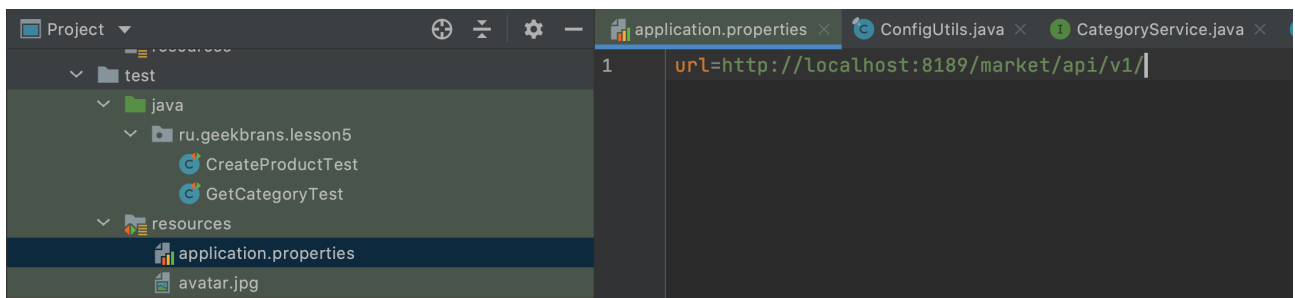 Project
application.properties
ConfigUtils.java
CategoryService.java
resources
test
java
ru.geekbrans.lesson5
CreateProductTest
GetCategoryTest
resources
application.properties
avatar.jpg
1 url=http://localhost:8189/market/api/v1/